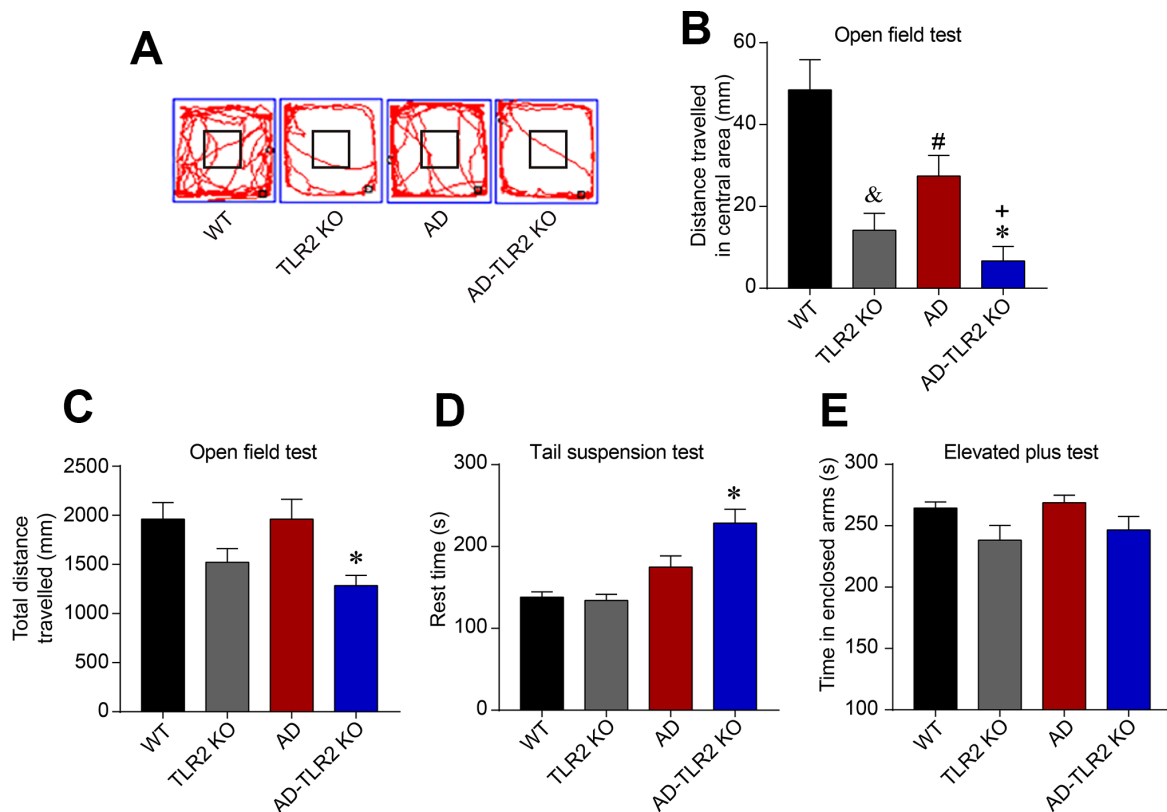 A
WT
TLR2 KO
AD
AD-TLR2 KO
B
Open field test
Distance travelled
in central area (mm)
60
40
20
0
&
#
+
*
WT
TLR2 KO
AD
AD-TLR2 KO
C
Open field test
Total distance
travelled (mm)
2500
2000
1500
1000
500
0
*
WT
TLR2 KO
AD
AD-TLR2 KO
D
Tail suspension test
Rest time (s)
300
200
100
0
*
WT
TLR2 KO
AD
AD-TLR2 KO
E
Elevated plus test
Time in enclosed arms (s)
300
250
200
150
100
WT
TLR2 KO
AD
AD-TLR2 KO